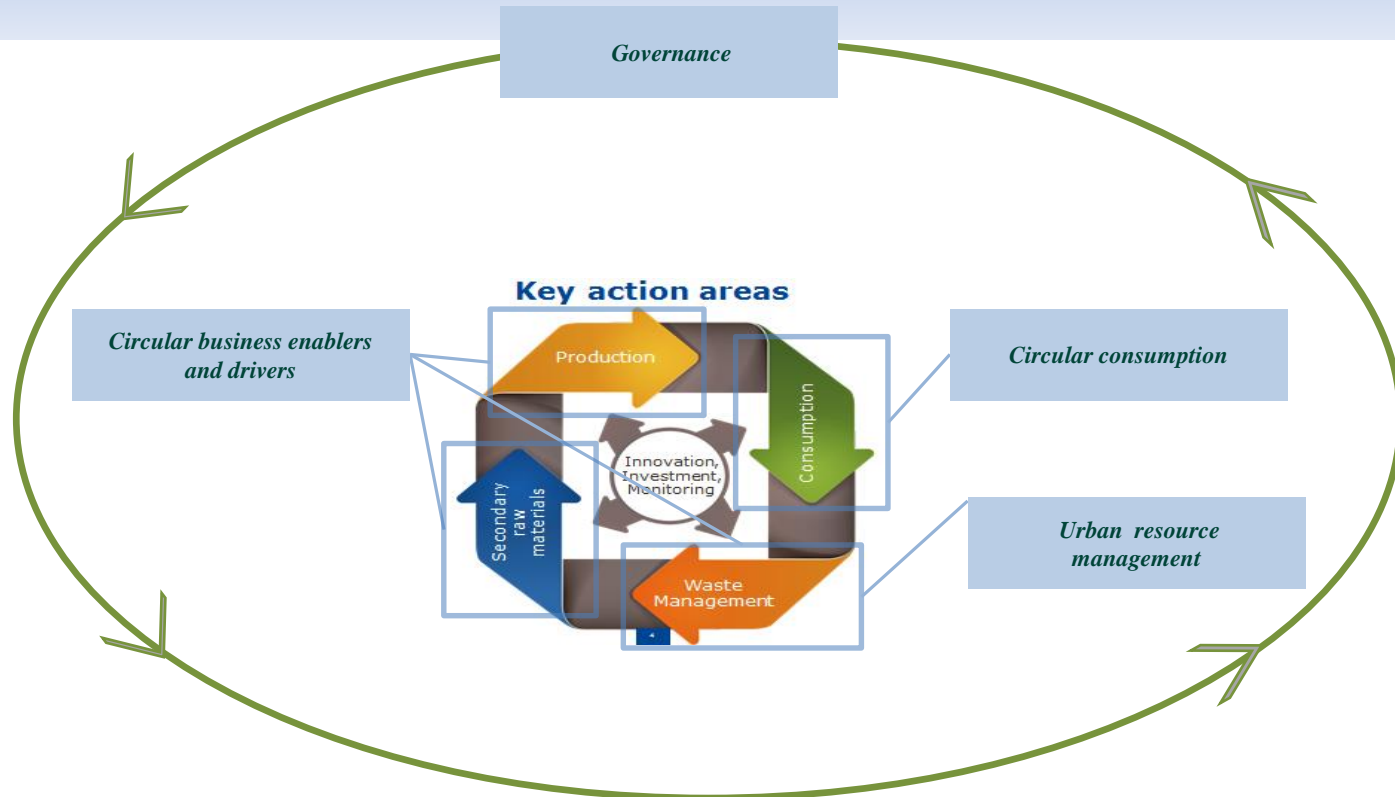 Governance
Key action areas
Circular business enablers
and drivers
Production
Circular consumption
Consumption
Innovation,
Investment,
Monitoring
Secondary
raw
materials
Urban resource
management
Waste
Management
4